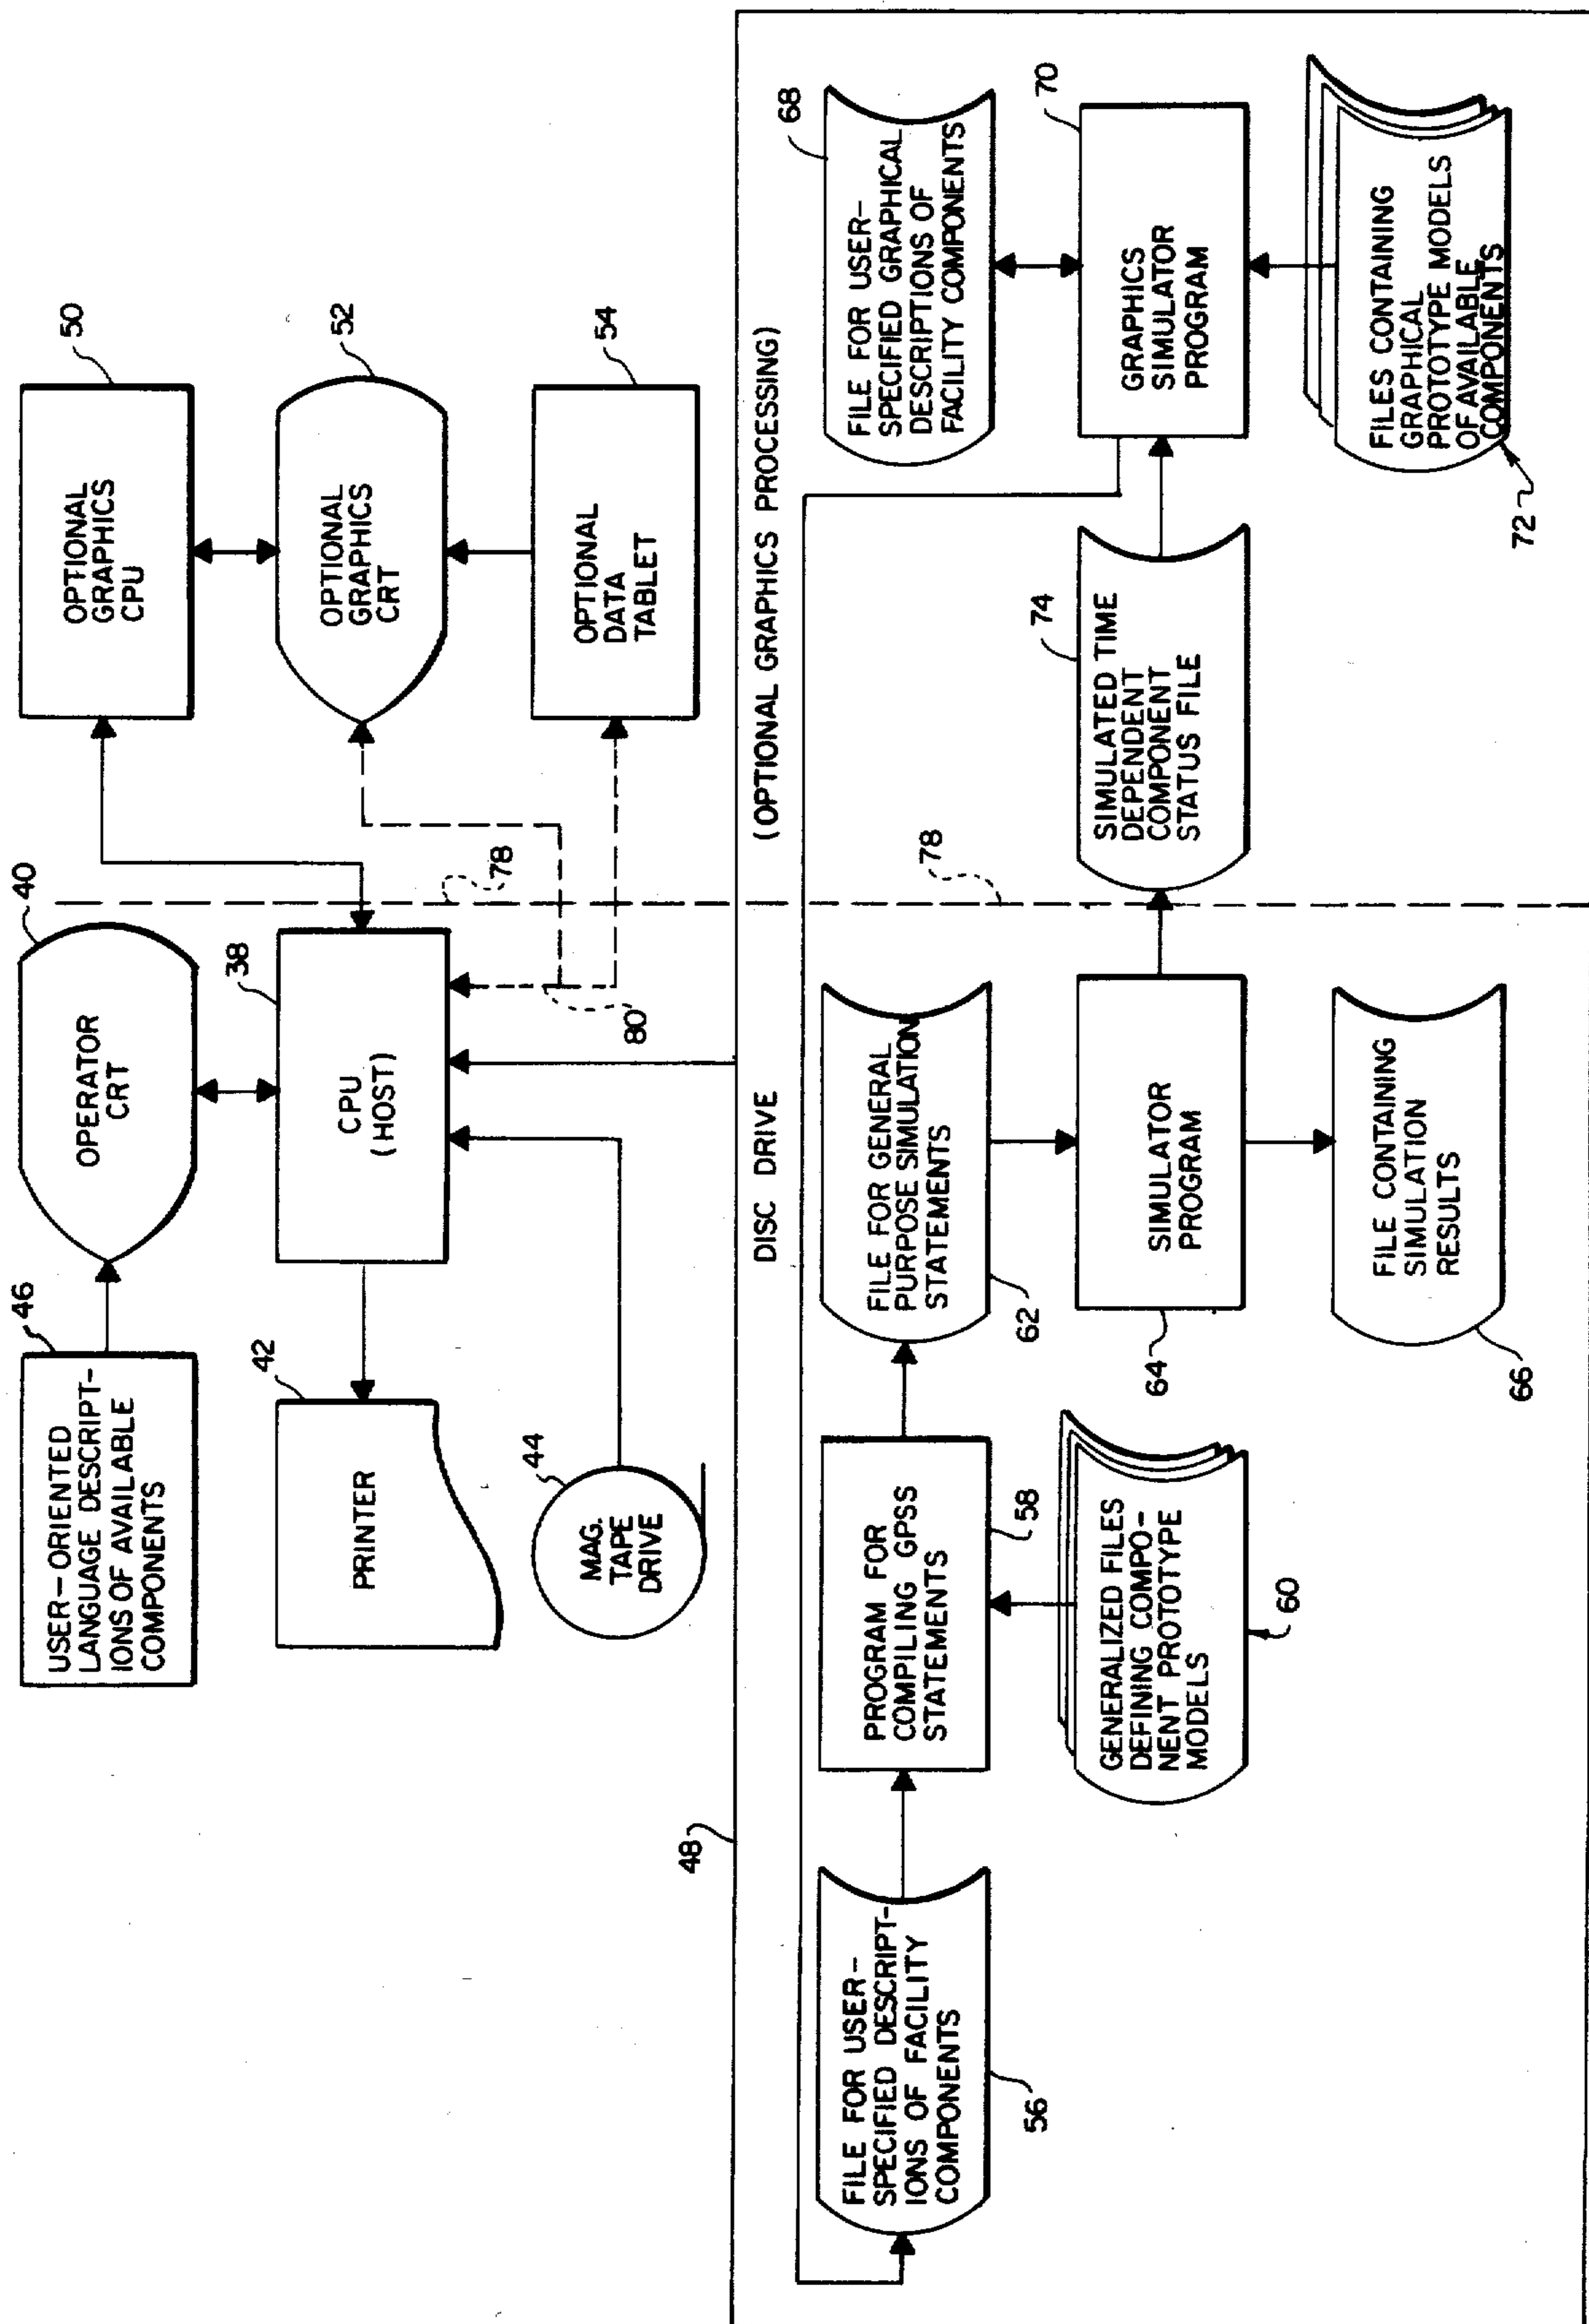 46
USER-ORIENTED
LANGUAGE DESCRIPT-
IONS OF AVAILABLE
COMPONENTS
40
OPERATOR
CRT
50
OPTIONAL
GRAPHICS
CPU
42
PRINTER
38
CPU
(HOST)
52
OPTIONAL
GRAPHICS
CRT
44
MAG.
TAPE
DRIVE
78
80
54
OPTIONAL
DATA
TABLET
48
DISC DRIVE
(OPTIONAL GRAPHICS PROCESSING)
FILE FOR USER-
SPECIFIED DESCRIPT-
IONS OF FACILITY
COMPONENTS
56
PROGRAM FOR
COMPILING GPSS
STATEMENTS
58
FILE FOR GENERAL
PURPOSE SIMULATION
STATEMENTS
62
78
68
FILE FOR USER-
SPECIFIED GRAPHICAL
DESCRIPTIONS OF
FACILITY COMPONENTS
GENERALIZED FILES
DEFINING COMPO-
NENT PROTOTYPE
MODELS
60
SIMULATOR
PROGRAM
64
74
SIMULATED TIME
DEPENDENT
COMPONENT
STATUS FILE
70
GRAPHICS
SIMULATOR
PROGRAM
FILE CONTAINING
SIMULATION
RESULTS
66
FILES CONTAINING
GRAPHICAL
PROTOTYPE MODELS
OF AVAILABLE
COMPONENTS
72